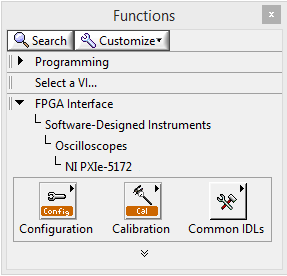 Functions
x
Search Customize
Programming
Select a VI...
FPGA Interface
Software-Designed Instruments
Oscilloscopes
NI PXIe-5172
Config Cal
Configuration Calibration Common IDLs